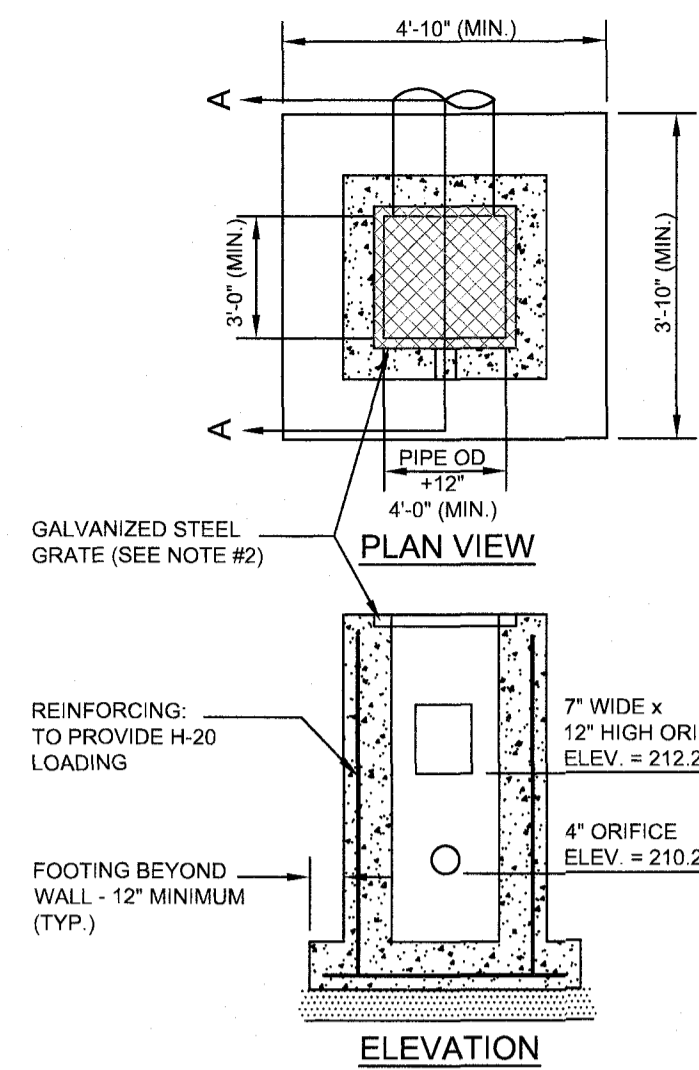 4'-10" (MIN.)
A
3'-0" (MIN.)
3'-10" (MIN.)
A
PIPE OD
+12"
4'-0" (MIN.)
GALVANIZED STEEL
GRATE (SEE NOTE #2)
PLAN VIEW
REINFORCING:
TO PROVIDE H-20
LOADING
7" WIDE x
12" HIGH ORI
ELEV. = 212.2
4" ORIFICE
ELEV. = 210.2
FOOTING BEYOND
WALL - 12" MINIMUM
(TYP.)
ELEVATION